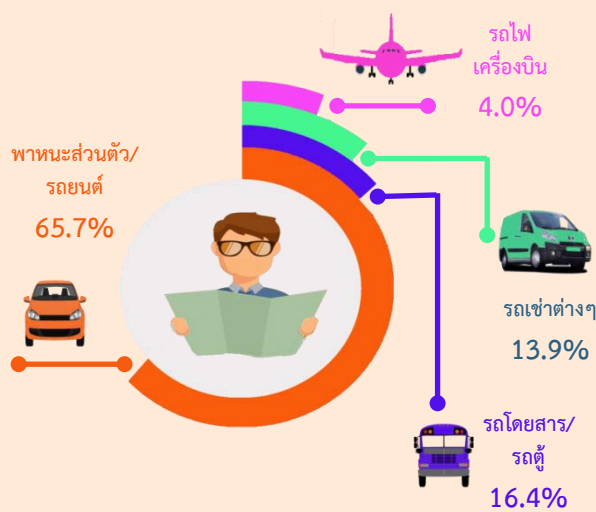 รถไฟ
เครื่องบิน
4.0%
พาหนะส่วนตัว/
รถยนต์
65.7%
รถเช่าต่างๆ
13.9%
รถโดยสาร/
รถตู้
16.4%